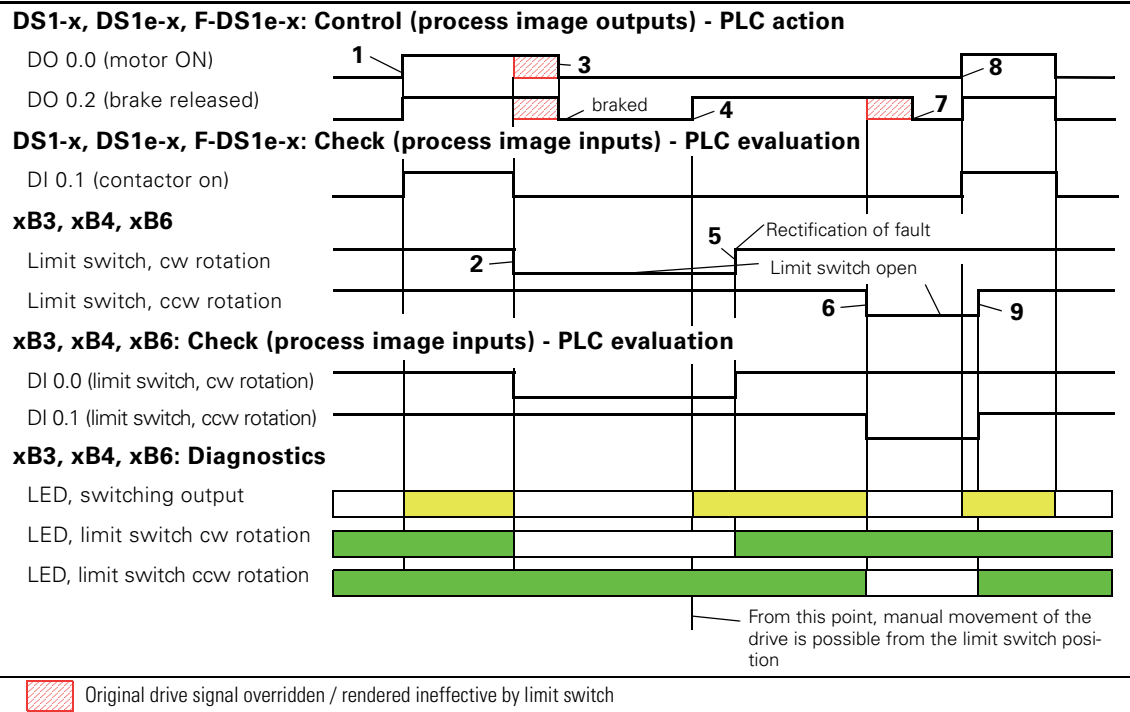 DS1-x, DS1e-x, F-DS1e-x: Control (process image outputs) - PLC action
DO 0.0 (motor ON)
1
3
8
DO 0.2 (brake released)
braked
4
7
DS1-x, DS1e-x, F-DS1e-x: Check (process image inputs) - PLC evaluation
DI 0.1 (contactor on)
xB3, xB4, xB6
5
Rectification of fault
Limit switch, cw rotation
2
Limit switch open
Limit switch, ccw rotation
6
9
xB3, xB4, xB6: Check (process image inputs) - PLC evaluation
DI 0.0 (limit switch, cw rotation)
DI 0.1 (limit switch, ccw rotation)
xB3, xB4, xB6: Diagnostics
LED, switching output
LED, limit switch cw rotation
LED, limit switch ccw rotation
From this point, manual movement of the
drive is possible from the limit switch posi-
tion
Original drive signal overridden / rendered ineffective by limit switch